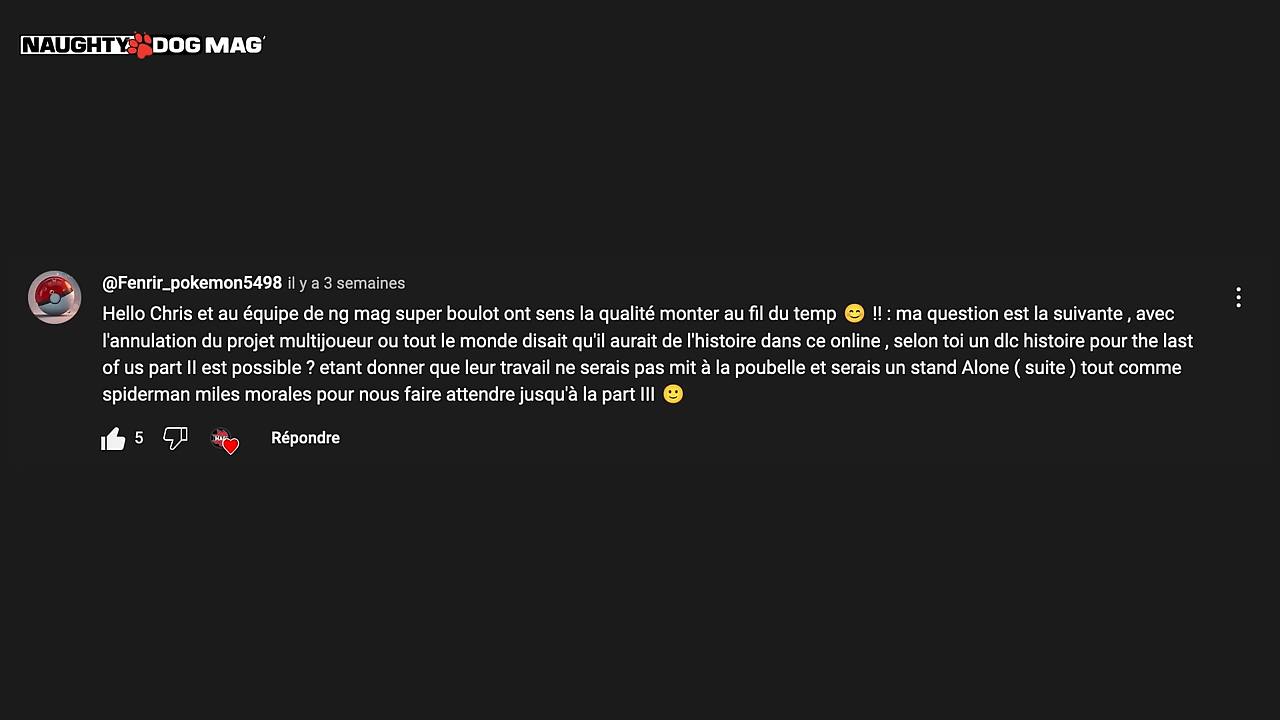 NAUGHTY DOG MAG'
@Fenrir_pokemon5498 il y a 3 semaines
Hello Chris et au équipe de ng mag super boulot ont sens la qualité monter au fil du temp 😊 !! : ma question est la suivante , avec
l'annulation du projet multijoueur ou tout le monde disait qu'il aurait de l'histoire dans ce online , selon toi un dlc histoire pour the last
of us part II est possible ? etant donner que leur travail ne serais pas mit à la poubelle et serais un stand Alone ( suite ) tout comme
spiderman miles morales pour nous faire attendre jusqu'à la part III 🙂
5 Répondre